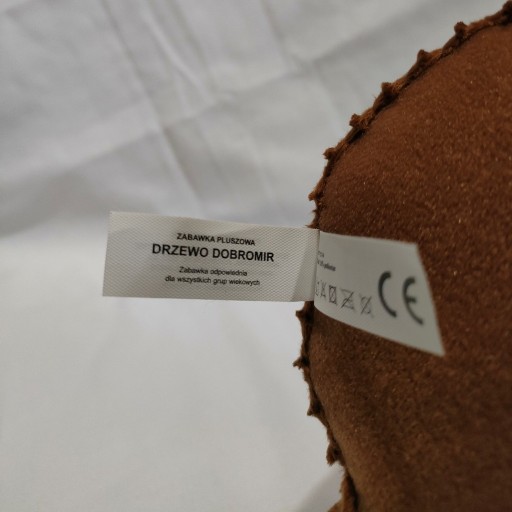 ZABAWKA PLUSZOWA
DRZEWO DOBROMIR
Zabawka odpowiednia
dla wszystkich grup wiekowych
CE